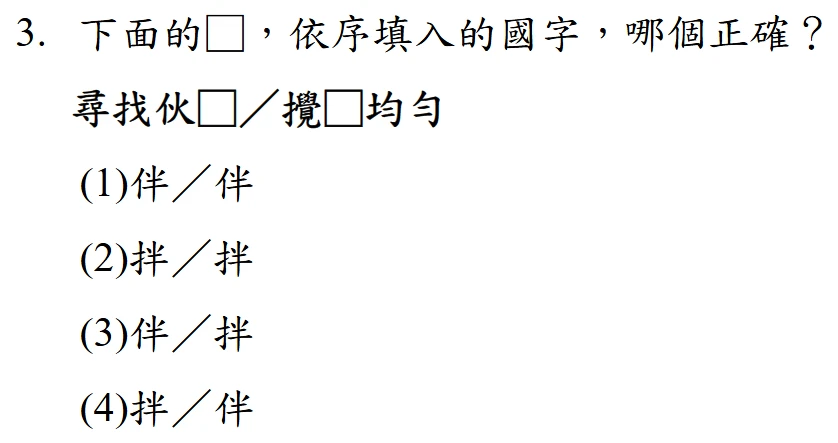 3. 下面的□，依序填入的國字，哪個正確？
尋找伙□／攪□均勻
(1)伴／伴
(2)拌／拌
(3)伴／拌
(4)拌／伴